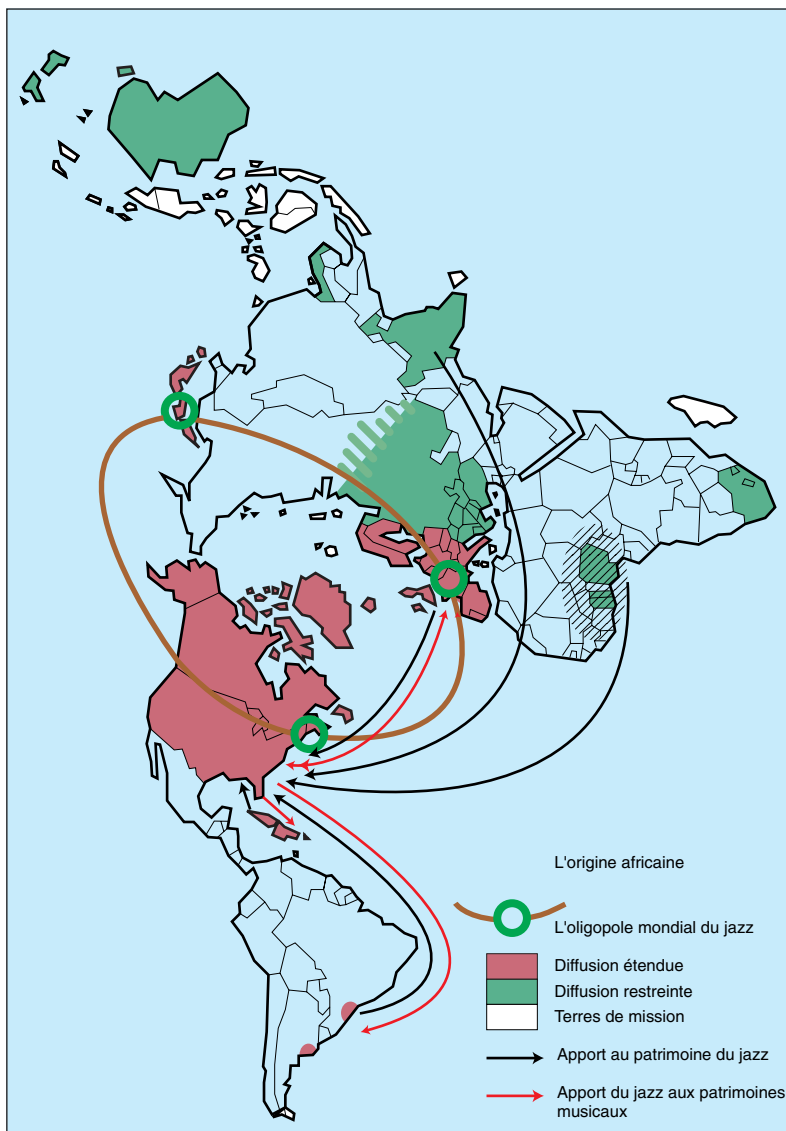 L'origine africaine
L'oligopole mondial du jazz
Diffusion étendue
Diffusion restreinte
Terres de mission
Apport au patrimoine du jazz
Apport du jazz aux patrimoines
musicaux